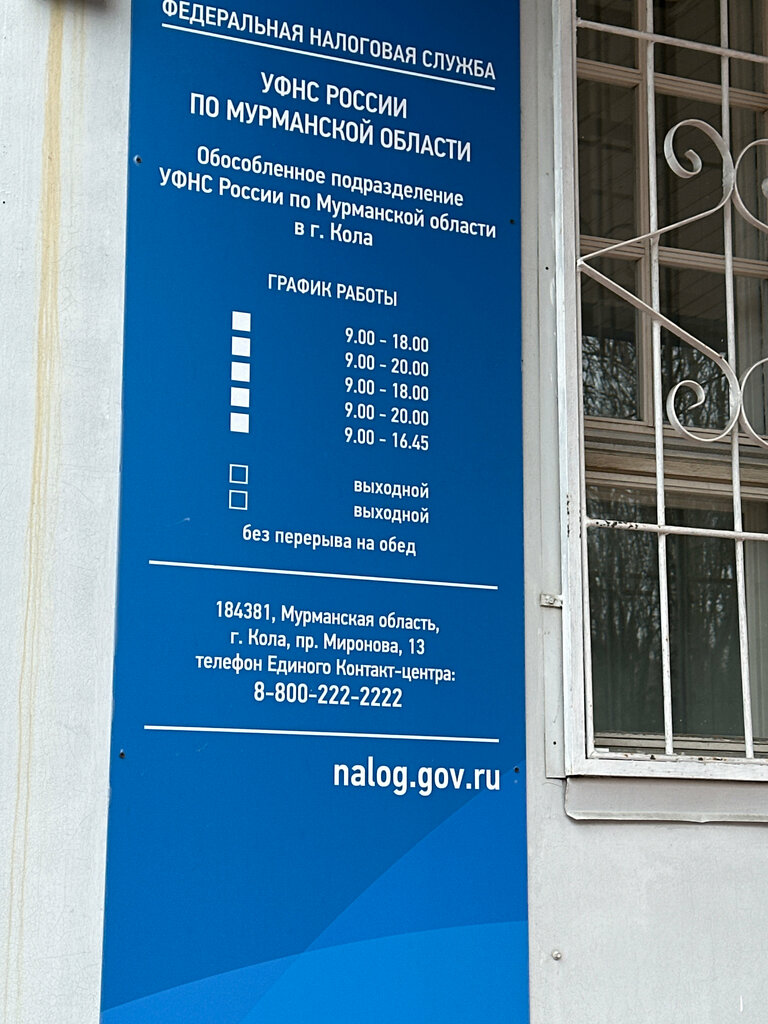 ФЕДЕРАЛЬНАЯ НАЛОГОВАЯ СЛУЖБА
УФНС РОССИИ
ПО МУРМАНСКОЙ ОБЛАСТИ
Обособленное подразделение
УФНС России по Мурманской области
в г. Кола
ГРАФИК РАБОТЫ
9.00 - 18.00
9.00 - 20.00
9.00 - 18.00
9.00 - 20.00
9.00 - 16.45
выходной
выходной
без перерыва на обед
184381, Мурманская область,
г. Кола, пр. Миронова, 13
телефон Единого Контакт-центра:
8-800-222-2222
nalog.gov.ru